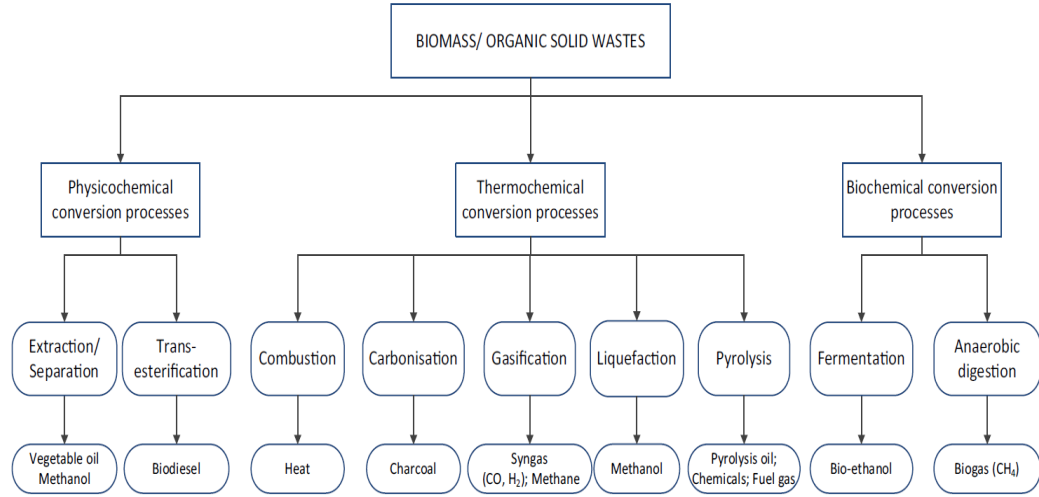 BIOMASS/ ORGANIC SOLID WASTES
Physicochemical
conversion processes
Thermochemical
conversion processes
Biochemical conversion
processes
Extraction/
Separation
Trans-
esterification
Combustion
Carbonisation
Gasification
Liquefaction
Pyrolysis
Fermentation
Anaerobic
digestion
Vegetable oil
Methanol
Biodiesel
Heat
Charcoal
Syngas
(CO, H₂); Methane
Methanol
Pyrolysis oil;
Chemicals; Fuel gas
Bio-ethanol
Biogas (CH₄)